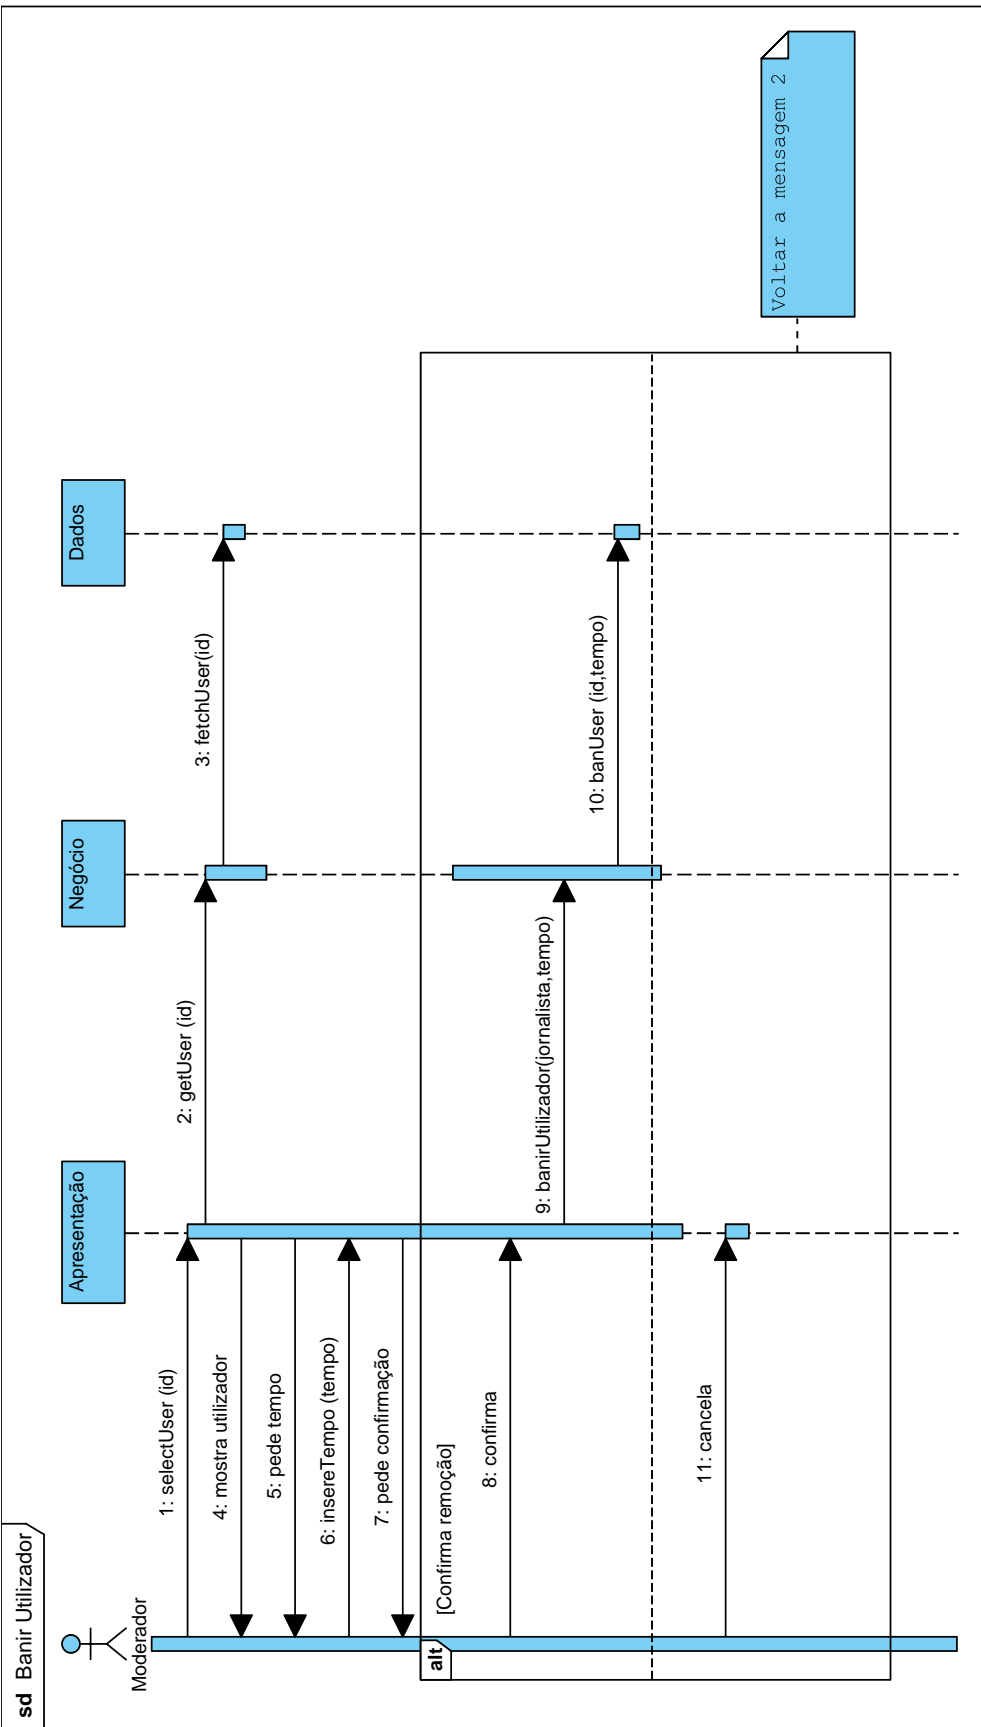 sd Banir Utilizador
Moderador
Apresentação
Negócio
Dados
1: selectUser (id)
2: getUser (id)
3: fetchUser(id)
4: mostra utilizador
5: pede tempo
6: insereTempo (tempo)
7: pede confirmação
alt
[Confirma remoção]
8: confirma
9: banirUtilizador(jornalista,tempo)
10: banUser (id,tempo)
11: cancela
Voltar a mensagem 2